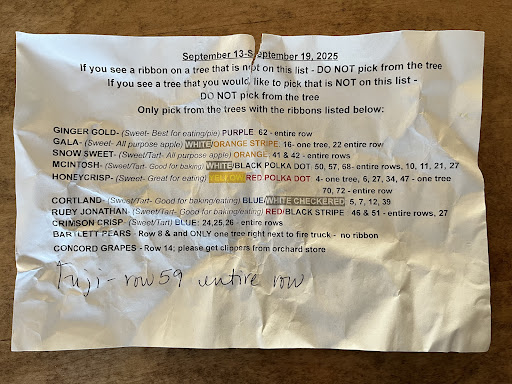 September 13-September 19, 2025
If you see a ribbon on a tree that is not on this list - DO NOT pick from the tree
If you see a tree that you would like to pick that is NOT on this list -
DO NOT pick from the tree
Only pick from the trees with the ribbons listed below:
GINGER GOLD- (Sweet- Best for eating/pie) PURPLE 62 - entire row
GALA- (Sweet- All purpose apple) WHITE/ORANGE STRIPE 16- one tree, 22 entire row
SNOW SWEET- (Sweet/Tart- All purpose apple) ORANGE, 41 & 42 - entire rows
MCINTOSH- (Sweet/Tart- Good for baking) WHITE/BLACK POLKA DOT 50, 57, 68- entire rows, 10, 11, 21, 27
HONEYCRISP- (Sweet- Great for eating) YELLOW/RED POLKA DOT 4- one tree, 6, 27, 34, 47 - one tree
70, 72 - entire row
CORTLAND- (Sweet/Tart- Good for baking/eating) BLUE/WHITE CHECKERED 5, 7, 12, 39
RUBY JONATHAN- (Sweet/Tart- Good for baking/eating) RED/BLACK STRIPE 46 & 51 - entire rows, 27
CRIMSON CRISP- (Sweet/Tart) BLUE: 24,25,26 - entire rows
BARTLETT PEARS - Row 8 & and ONLY one tree right next to fire truck - no ribbon
CONCORD GRAPES - Row 14; please get clippers from orchard store
Fuji - row 59 entire row